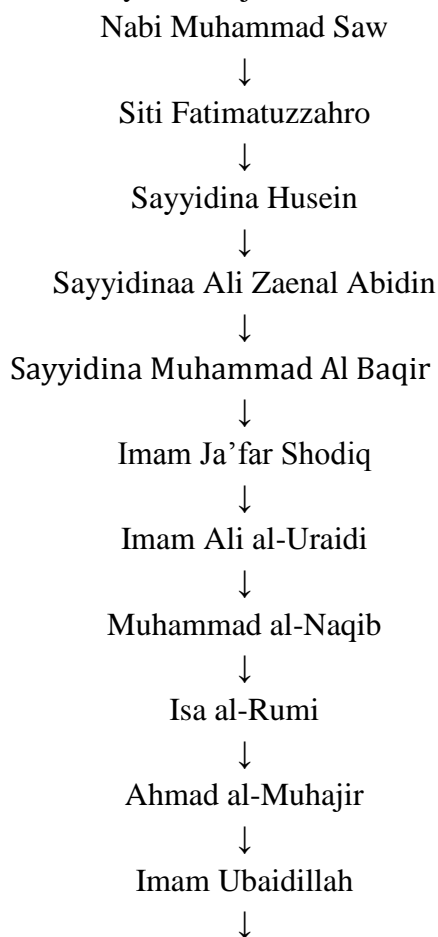 Nabi Muhammad Saw
↓
Siti Fatimatuzzahro
↓
Sayyidina Husein
↓
Sayyidinaa Ali Zaenal Abidin
↓
Sayyidina Muhammad Al Baqir
↓
Imam Ja’far Shodiq
↓
Imam Ali al-Uraidi
↓
Muhammad al-Naqib
↓
Isa al-Rumi
↓
Ahmad al-Muhajir
↓
Imam Ubaidillah
↓